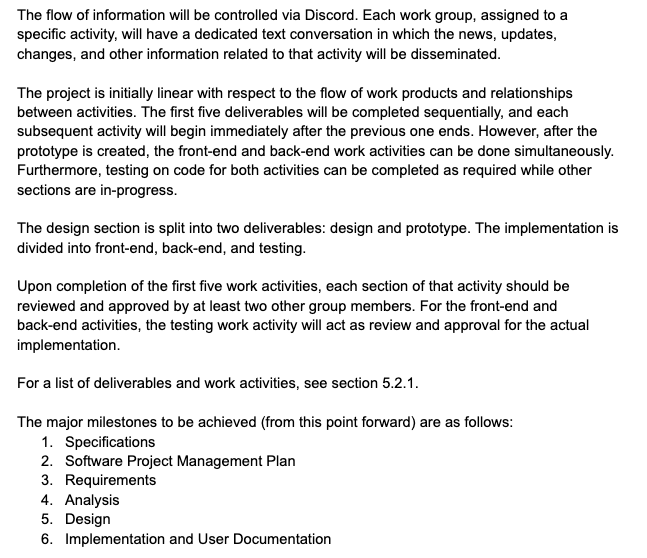 The flow of information will be controlled via Discord. Each work group, assigned to a
specific activity, will have a dedicated text conversation in which the news, updates,
changes, and other information related to that activity will be disseminated.
The project is initially linear with respect to the flow of work products and relationships
between activities. The first five deliverables will be completed sequentially, and each
subsequent activity will begin immediately after the previous one ends. However, after the
prototype is created, the front-end and back-end work activities can be done simultaneously.
Furthermore, testing on code for both activities can be completed as required while other
sections are in-progress.
The design section is split into two deliverables: design and prototype. The implementation is
divided into front-end, back-end, and testing.
Upon completion of the first five work activities, each section of that activity should be
reviewed and approved by at least two other group members. For the front-end and
back-end activities, the testing work activity will act as review and approval for the actual
implementation.
For a list of deliverables and work activities, see section 5.2.1.
The major milestones to be achieved (from this point forward) are as follows:
1. Specifications
2. Software Project Management Plan
3. Requirements
4. Analysis
5. Design
6. Implementation and User Documentation